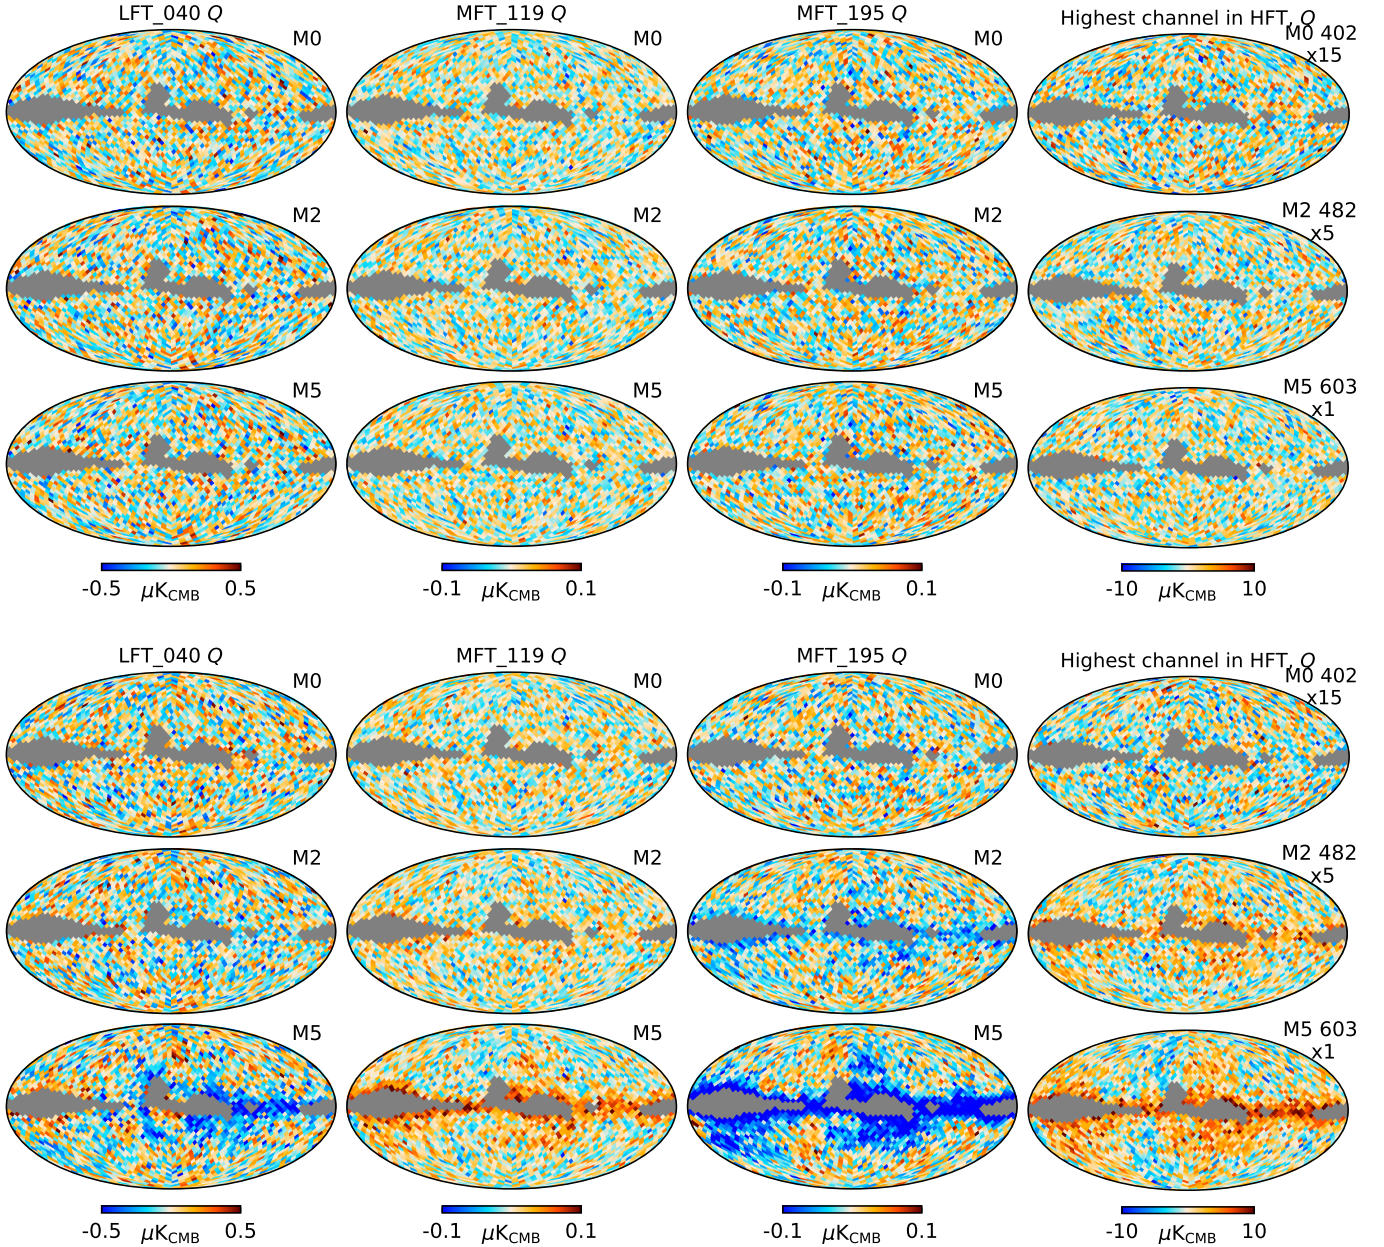 LFT_040 Q MFT_119 Q MFT_195 Q Highest channel in HFT, Q
M0 M0 M0 M0 402
x15
M2 M2 M2 M2 482
x5
M5 M5 M5 M5 603
x1
-0.5 μK_CMB 0.5 -0.1 μK_CMB 0.1 -0.1 μK_CMB 0.1 -10 μK_CMB 10
LFT_040 Q MFT_119 Q MFT_195 Q Highest channel in HFT, Q
M0 M0 M0 M0 402
x15
M2 M2 M2 M2 482
x5
M5 M5 M5 M5 603
x1
-0.5 μK_CMB 0.5 -0.1 μK_CMB 0.1 -0.1 μK_CMB 0.1 -10 μK_CMB 10